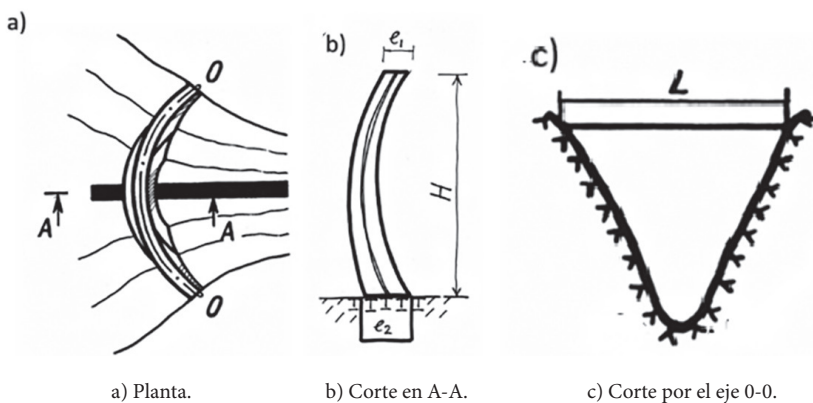 a)
O
A
A
O
b)
e₁
H
e₂
c)
L
a) Planta.
b) Corte en A-A.
c) Corte por el eje 0-0.